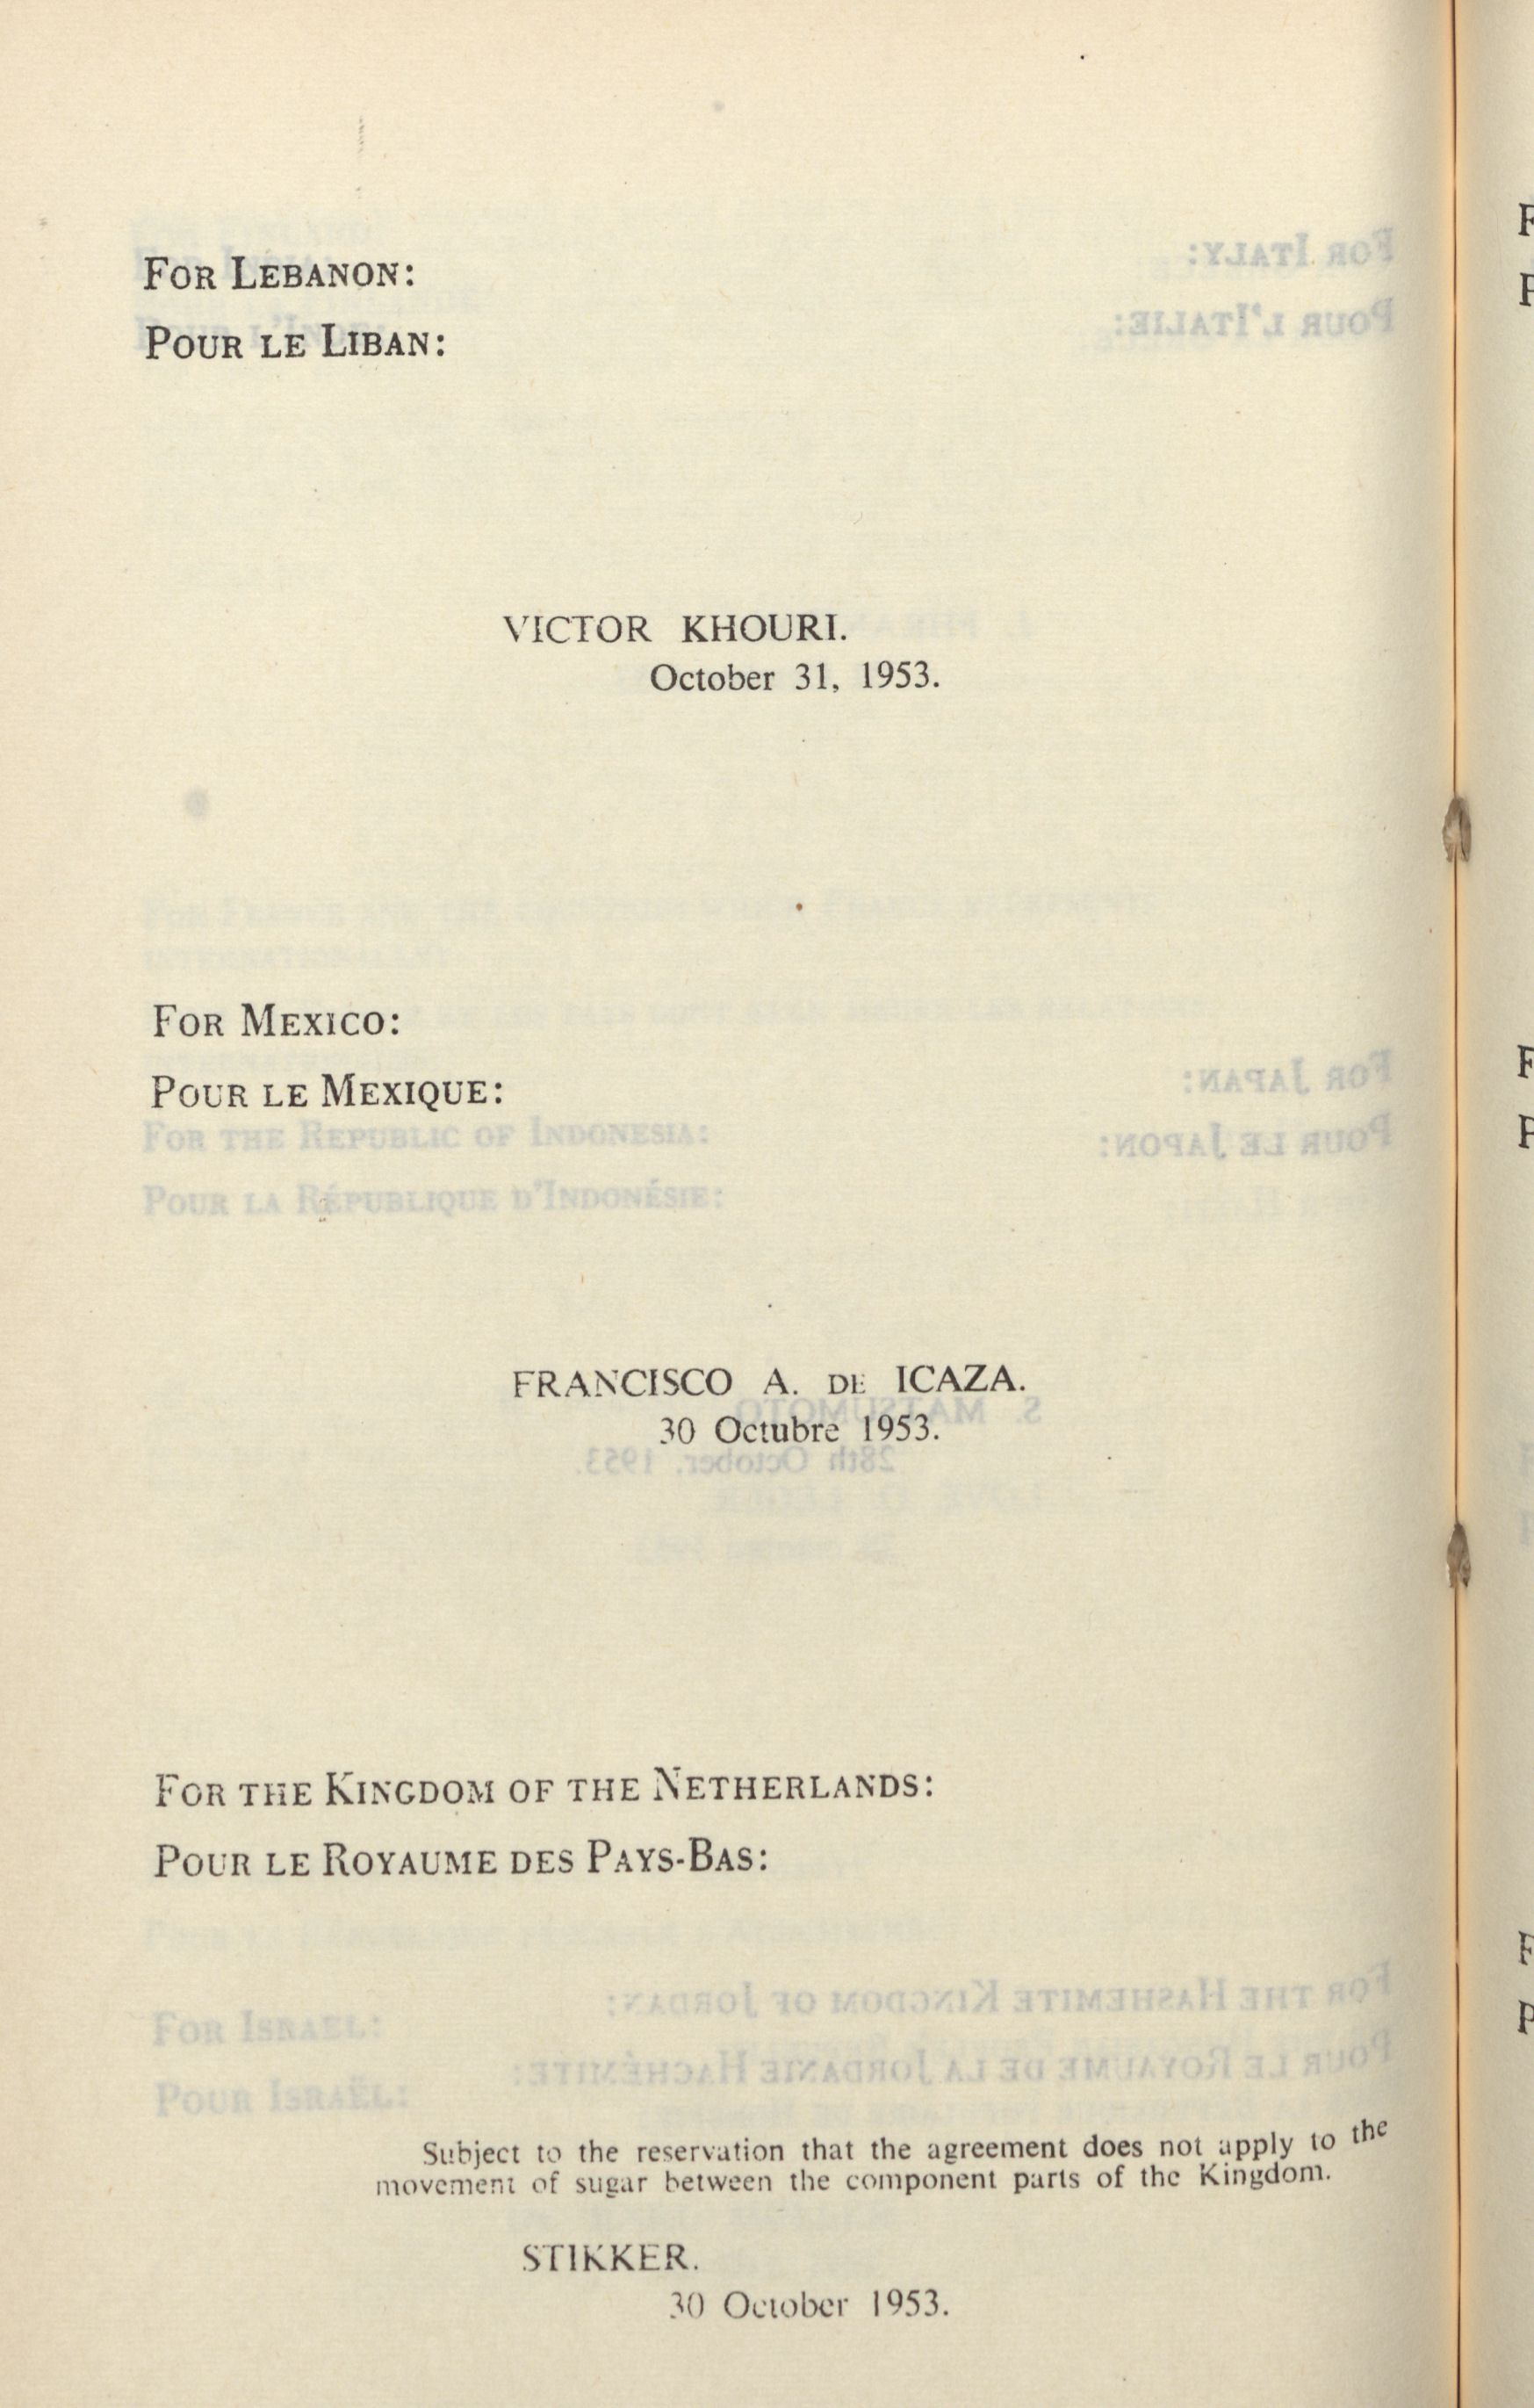 FOR LEBANON:
POUR LE LIBAN:
VICTOR KHOURI.
October 31, 1953.
FOR MEXICO:
POUR LE MEXIQUE:
FRANCISCO A. DE ICAZA.
30 Octubre 1953.
FOR THE KINGDOM OF THE NETHERLANDS:
POUR LE ROYAUME DES PAYS-BAS:
Subject to the reservation that the agreement does not apply to the
movement of sugar between the component parts of the Kingdom.
STIKKER.
30 October 1953.